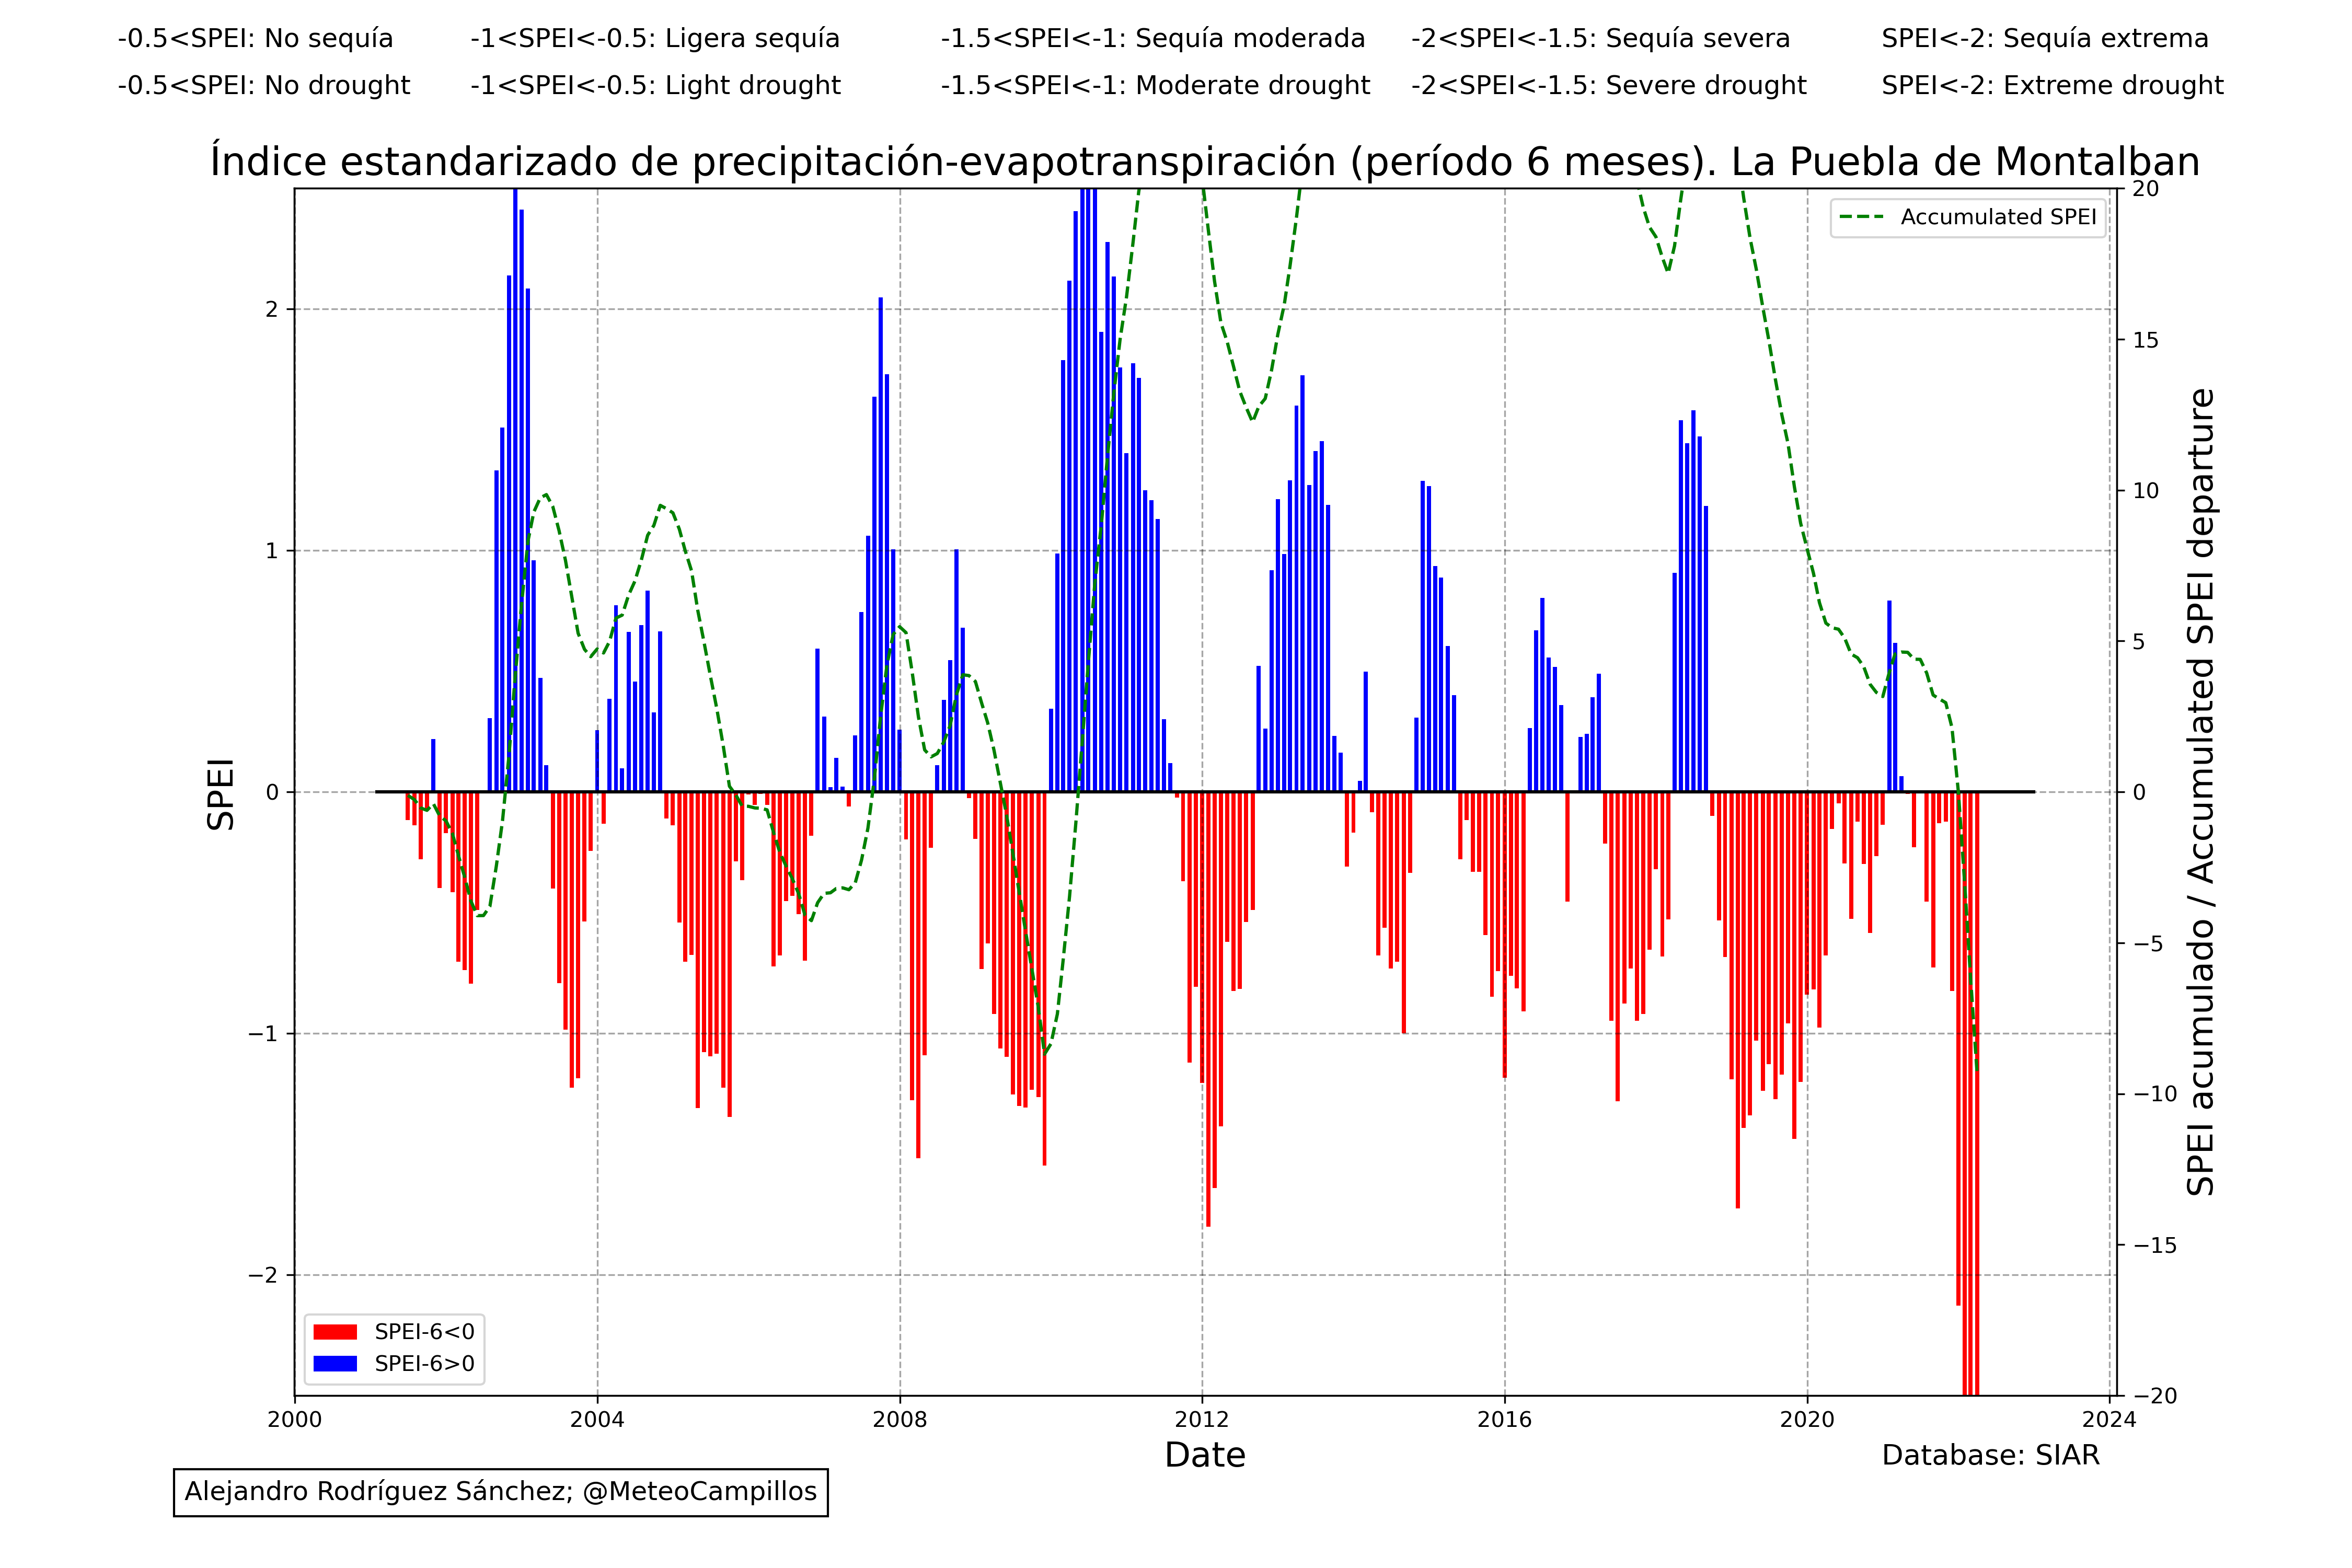 -0.5<SPEI: No sequía -1<SPEI<-0.5: Ligera sequía -1.5<SPEI<-1: Sequía moderada -2<SPEI<-1.5: Sequía severa SPEI<-2: Sequía extrema
-0.5<SPEI: No drought -1<SPEI<-0.5: Light drought -1.5<SPEI<-1: Moderate drought -2<SPEI<-1.5: Severe drought SPEI<-2: Extreme drought
Índice estandarizado de precipitación-evapotranspiración (período 6 meses). La Puebla de Montalban
Accumulated SPEI
SPEI
2
1
0
−1
−2
20
15
10
5
0
−5
−10
−15
−20
SPEI acumulado / Accumulated SPEI departure
SPEI-6<0
SPEI-6>0
2000 2004 2008 2012 2016 2020 2024
Date
Database: SIAR
Alejandro Rodríguez Sánchez; @MeteoCampillos